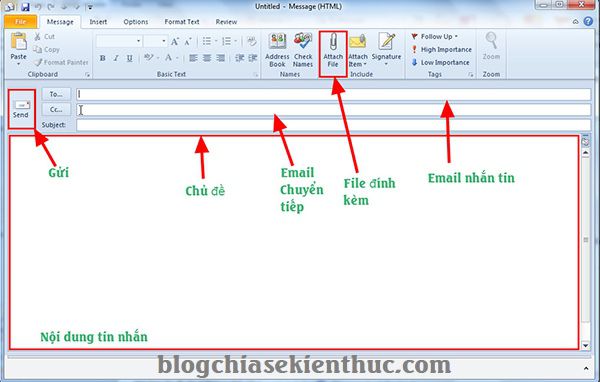 Untitled - Message (HTML)
File Message Insert Options Format Text Review
Paste
Cut
Copy
Format Painter
Clipboard
B I U
Basic Text
Address Book
Check Names
Names
Attach File
Attach Item
Include
Follow Up
High Importance
Low Importance
Tags
Zoom
Zoom
Send
To...
Cc...
Subject:
Gửi
Chủ đề
Email
Chuyển
tiếp
File đính
kèm
Email nhắn tin
Nội dung tin nhắn
blogchiasekienthuc.com